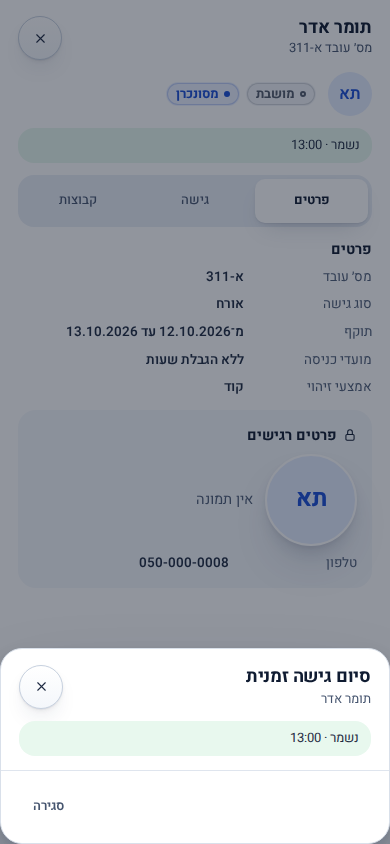 תומר אדר
מס׳ עובד א-311
תא
מושבת
מסונכרן
נשמר · 13:00
פרטים
גישה
קבוצות
פרטים
מס׳ עובד א-311
סוג גישה אורח
תוקף מ־12.10.2026 עד 13.10.2026
מועדי כניסה ללא הגבלת שעות
אמצעי זיהוי קוד
פרטים רגישים
תא
אין תמונה
טלפון 050-000-0008
סיום גישה זמנית
תומר אדר
נשמר · 13:00
סגירה